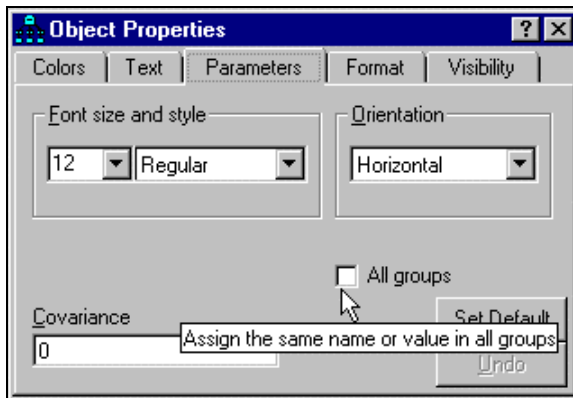 Object Properties
Colors Text Parameters Format Visibility
Font size and style
Orientation
12 Regular
Horizontal
All groups
Covariance
Set Default
Assign the same name or value in all groups
0
Undo